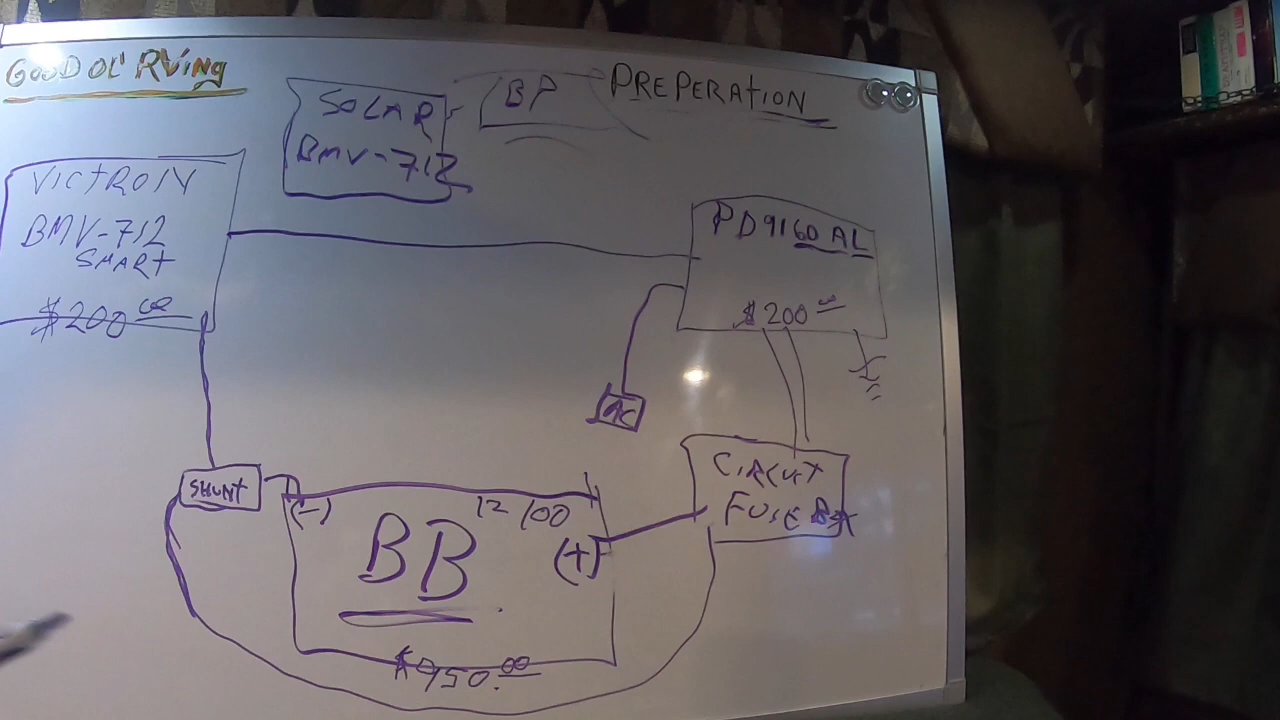 GOOD OL' RVing
PREPERATION
SOLAR
BMV-712
BP
VICTRON
BMV-712
SMART
$200 00
PD9160AL
$200 00
AC
SHUNT
(-)
12 100
(+)
BB
$950.00
CIRCUIT
FUSE BOX